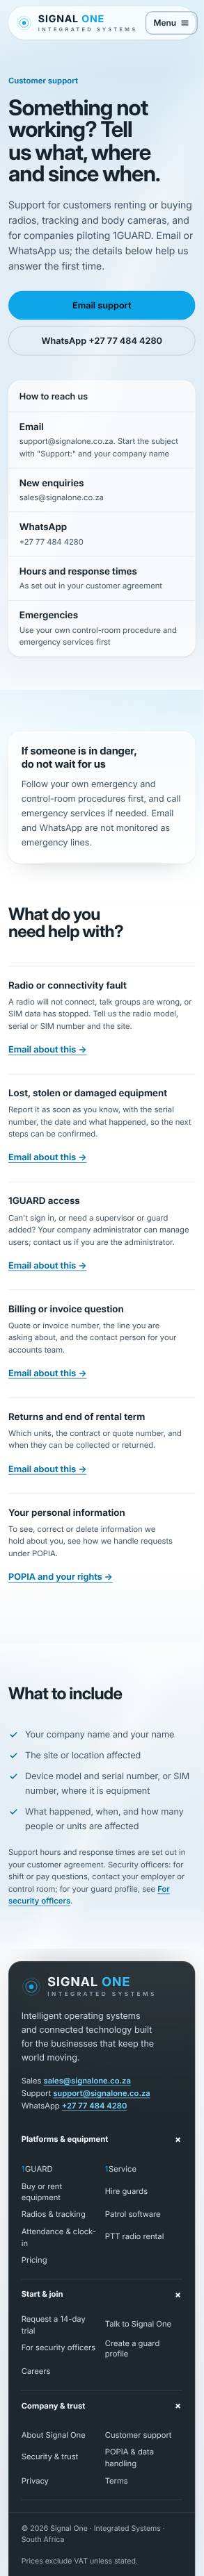 SIGNAL ONE
INTEGRATED SYSTEMS
Menu
Customer support
Something not
working? Tell
us what, where
and since when.
Support for customers renting or buying
radios, tracking and body cameras, and
for companies piloting 1GUARD. Email or
WhatsApp us; the details below help us
answer the first time.
Email support
WhatsApp +27 77 484 4280
How to reach us
Email
support@signalone.co.za. Start the subject
with "Support:" and your company name
New enquiries
sales@signalone.co.za
WhatsApp
+27 77 484 4280
Hours and response times
As set out in your customer agreement
Emergencies
Use your own control-room procedure and
emergency services first
If someone is in danger,
do not wait for us
Follow your own emergency and
control-room procedures first, and call
emergency services if needed. Email
and WhatsApp are not monitored as
emergency lines.
What do you
need help with?
Radio or connectivity fault
A radio will not connect, talk groups are wrong, or
SIM data has stopped. Tell us the radio model,
serial or SIM number and the site.
Email about this →
Lost, stolen or damaged equipment
Report it as soon as you know, with the serial
number, the date and what happened, so the next
steps can be confirmed.
Email about this →
1GUARD access
Can't sign in, or need a supervisor or guard
added? Your company administrator can manage
users; contact us if you are the administrator.
Email about this →
Billing or invoice question
Quote or invoice number, the line you are
asking about, and the contact person for your
accounts team.
Email about this →
Returns and end of rental term
Which units, the contract or quote number, and
when they can be collected or returned.
Email about this →
Your personal information
To see, correct or delete information we
hold about you, see how we handle requests
under POPIA.
POPIA and your rights →
What to include
✓ Your company name and your name
✓ The site or location affected
✓ Device model and serial number, or SIM
number, where it is equipment
✓ What happened, when, and how many
people or units are affected
Support hours and response times are set out in
your customer agreement. Security officers: for
shift or pay questions, contact your employer or
control room; for your guard profile, see For
security officers.
SIGNAL ONE
INTEGRATED SYSTEMS
Intelligent operating systems
and connected technology built
for the businesses that keep the
world moving.
Sales sales@signalone.co.za
Support support@signalone.co.za
WhatsApp +27 77 484 4280
Platforms & equipment
1GUARD 1Service
Buy or rent
equipment Hire guards
Radios & tracking Patrol software
Attendance & clock-
in PTT radio rental
Pricing
Start & join
Request a 14-day
trial Talk to Signal One
For security officers Create a guard
profile
Careers
Company & trust
About Signal One Customer support
Security & trust POPIA & data
handling
Privacy Terms
© 2026 Signal One · Integrated Systems ·
South Africa
Prices exclude VAT unless stated.